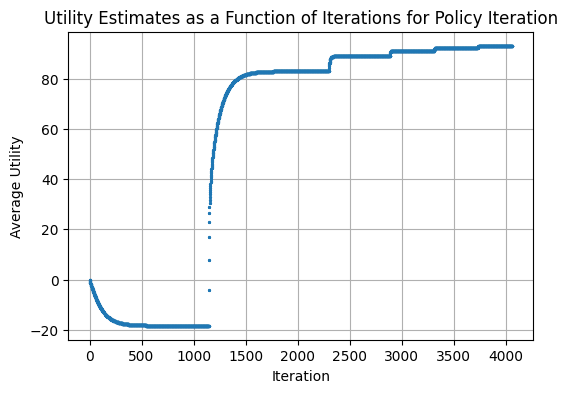 Utility Estimates as a Function of Iterations for Policy Iteration
Average Utility
80
60
40
20
0
−20
0 500 1000 1500 2000 2500 3000 3500 4000
Iteration